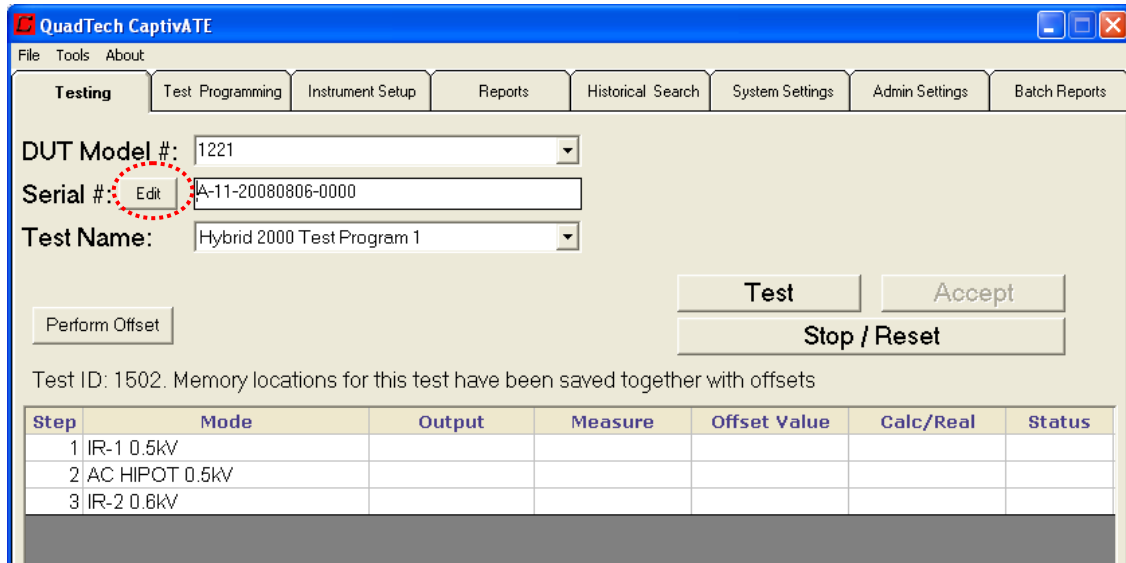 QuadTech CaptivATE
File Tools About
Testing Test Programming Instrument Setup Reports Historical Search System Settings Admin Settings Batch Reports
DUT Model #: 1221
Serial #: Edit A-11-20080806-0000
Test Name: Hybrid 2000 Test Program 1
Test Accept
Perform Offset
Stop / Reset
Test ID: 1502. Memory locations for this test have been saved together with offsets
Step Mode Output Measure Offset Value Calc/Real Status
1 IR-1 0.5kV
2 AC HIPOT 0.5kV
3 IR-2 0.6kV